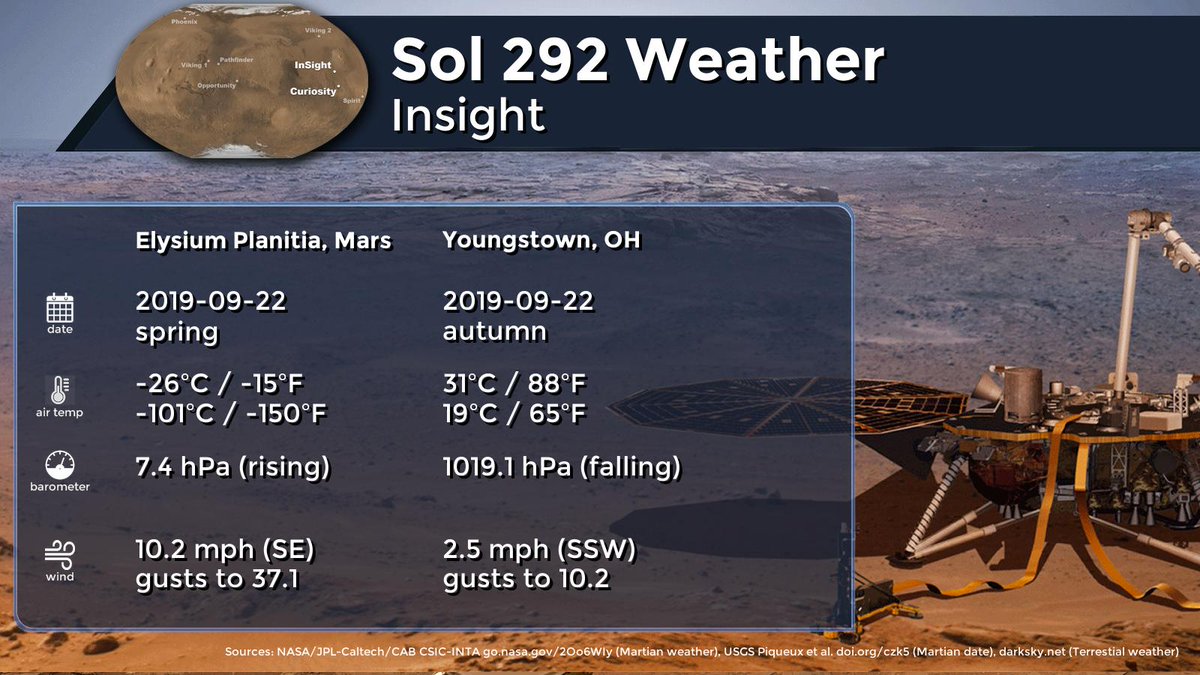 Phoenix
Viking 2
Viking 1
Pathfinder
InSight
Opportunity
Curiosity
Spirit
Sol 292 Weather
Insight
Elysium Planitia, Mars
Youngstown, OH
date
2019-09-22
spring
2019-09-22
autumn
air temp
-26°C / -15°F
-101°C / -150°F
31°C / 88°F
19°C / 65°F
barometer
7.4 hPa (rising)
1019.1 hPa (falling)
wind
10.2 mph (SE)
gusts to 37.1
2.5 mph (SSW)
gusts to 10.2
Sources: NASA/JPL-Caltech/CAB CSIC-INTA go.nasa.gov/2Oo6Wly (Martian weather), USGS Piqueux et al. doi.org/czk5 (Martian date), darksky.net (Terrestial weather)